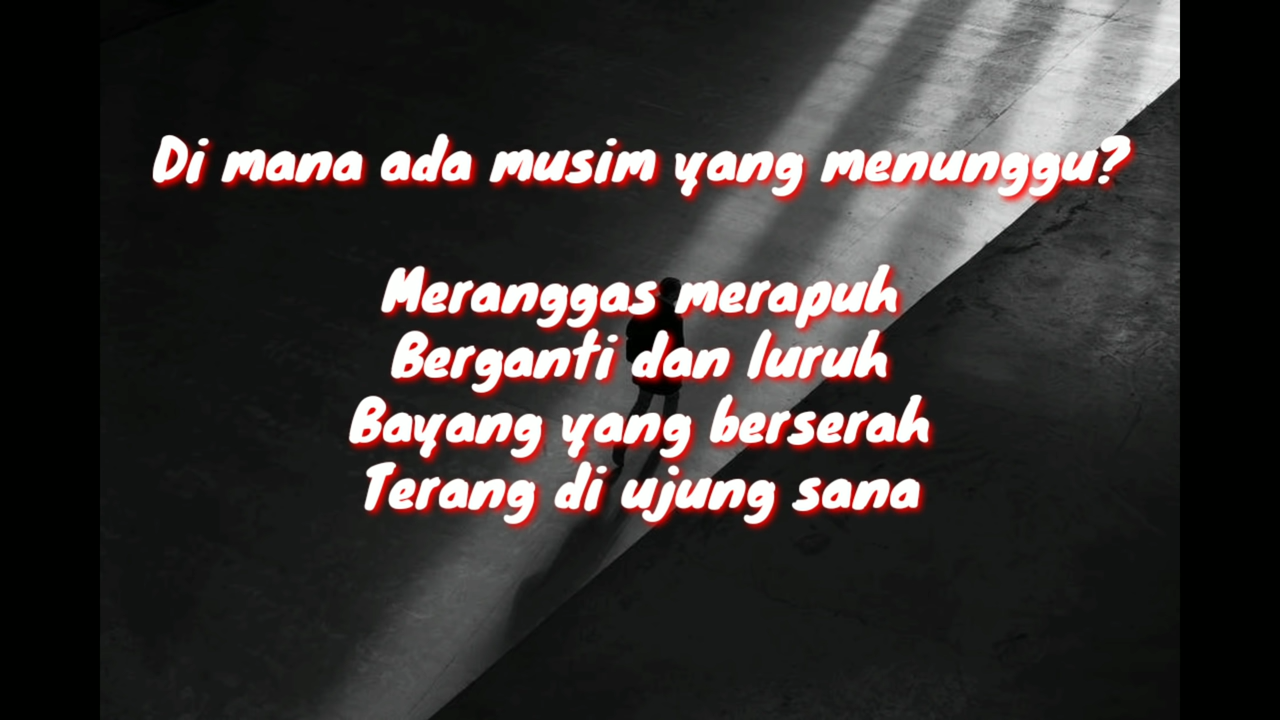 Di mana ada musim yang menunggu?
Meranggas merapuh
Berganti dan luruh
Bayang yang berserah
Terang di ujung sana